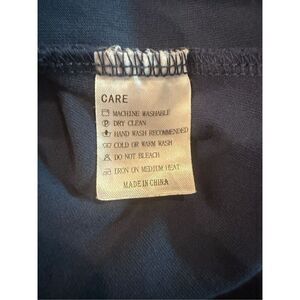 CARE
MACHINE WASHABLE
Ⓟ DRY CLEAN
HAND WASH RECOMMENDED
COLD OR WARM WASH
DO NOT BLEACH
IRON ON MEDIUM HEAT
MADE IN CHINA